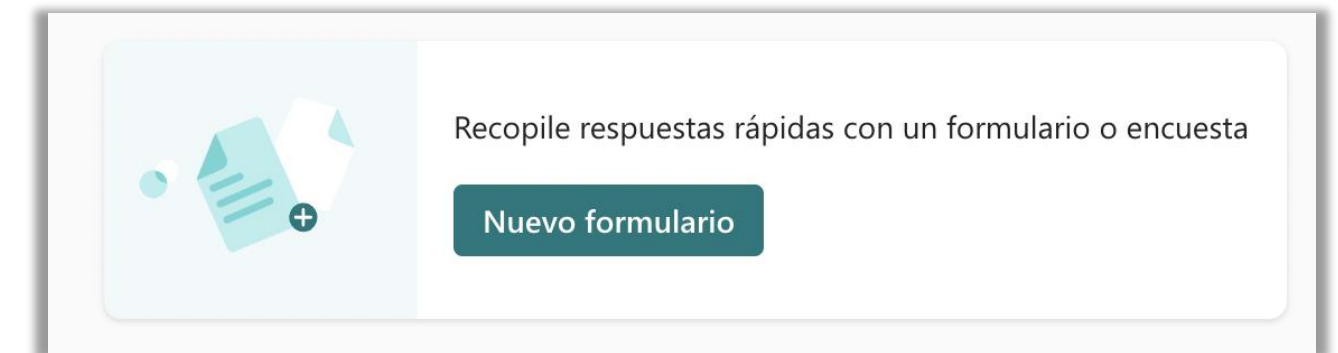 Recopile respuestas rápidas con un formulario o encuesta
Nuevo formulario